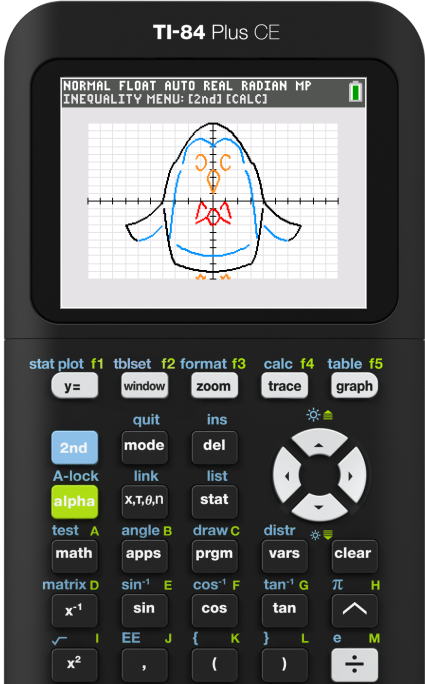 TI-84 Plus CE
NORMAL FLOAT AUTO REAL RADIAN MP
INEQUALITY MENU: [2nd] [CALC]
stat plot f1 tblset f2 format f3 calc f4 table f5
y= window zoom trace graph
quit ins
2nd mode del
A-lock link list
alpha X,T,θ,n stat
test A angle B draw C distr
math apps prgm vars clear
matrix D sin⁻¹ E cos⁻¹ F tan⁻¹ G π H
x⁻¹ sin cos tan ^
√ I EE J { K } L e M
x² , ( ) ÷